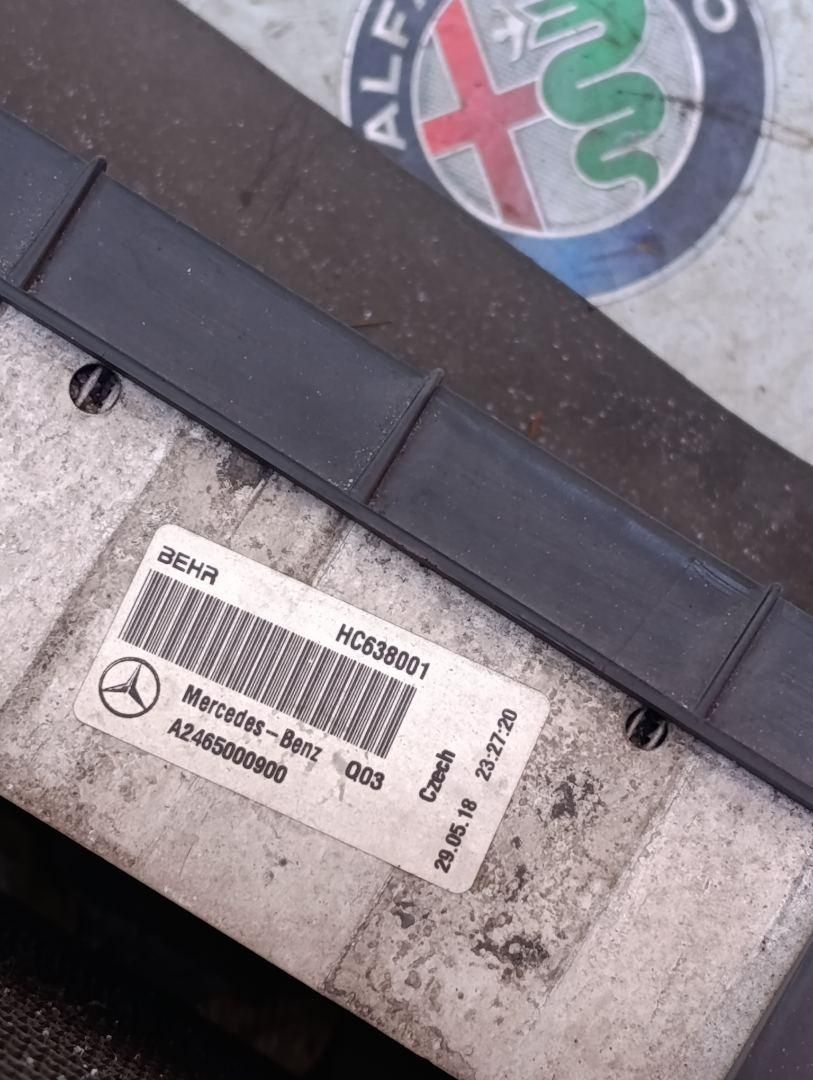 ALFA
O
BEHR
HC638001
Mercedes-Benz
A2465000900
Q03
Czech
29.05.18 23:27:20